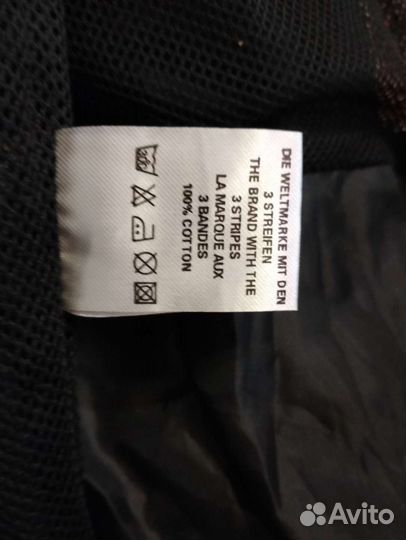 DIE WELTMARKE MIT DEN
3 STREIFEN
THE BRAND WITH THE
3 STRIPES
LA MARQUE AUX
3 BANDES
100% COTTON
Avito